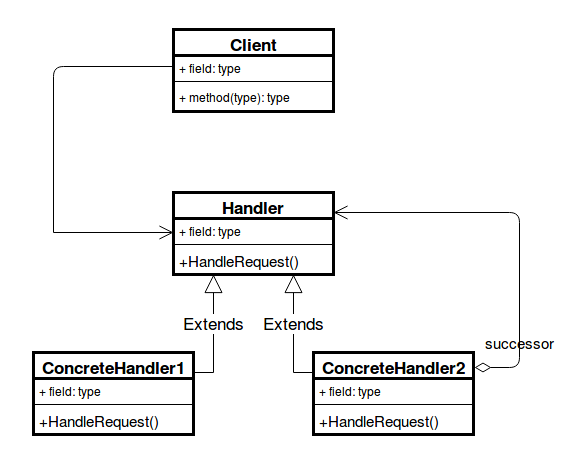 Client
+ field: type
+ method(type): type
Handler
+ field: type
+HandleRequest()
Extends
Extends
successor
ConcreteHandler1
+ field: type
+HandleRequest()
ConcreteHandler2
+ field: type
+HandleRequest()